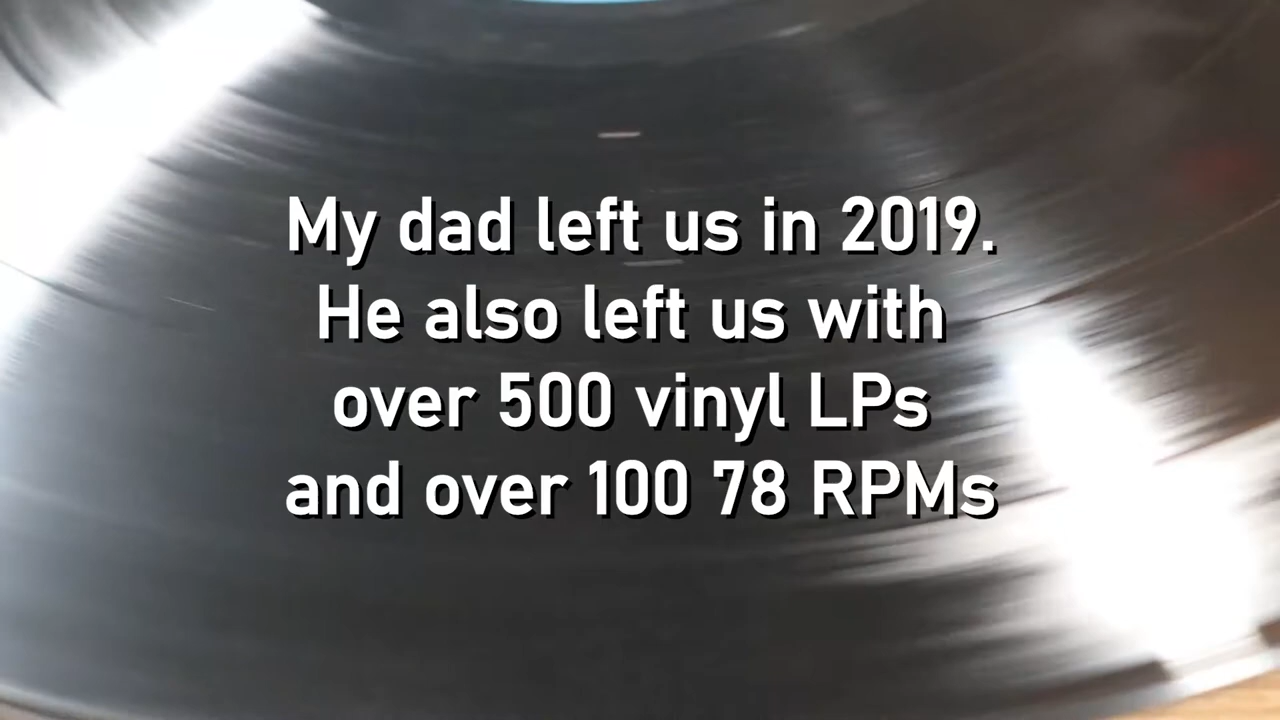 My dad left us in 2019.
He also left us with
over 500 vinyl LPs
and over 100 78 RPMs